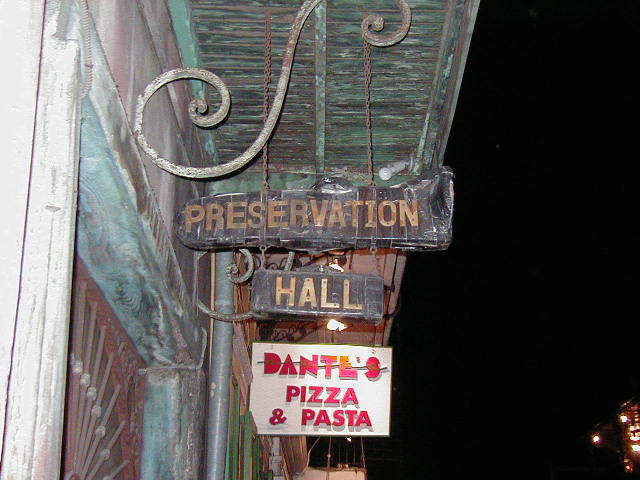 PRESERVATION
HALL
DANTE'S
PIZZA
& PASTA